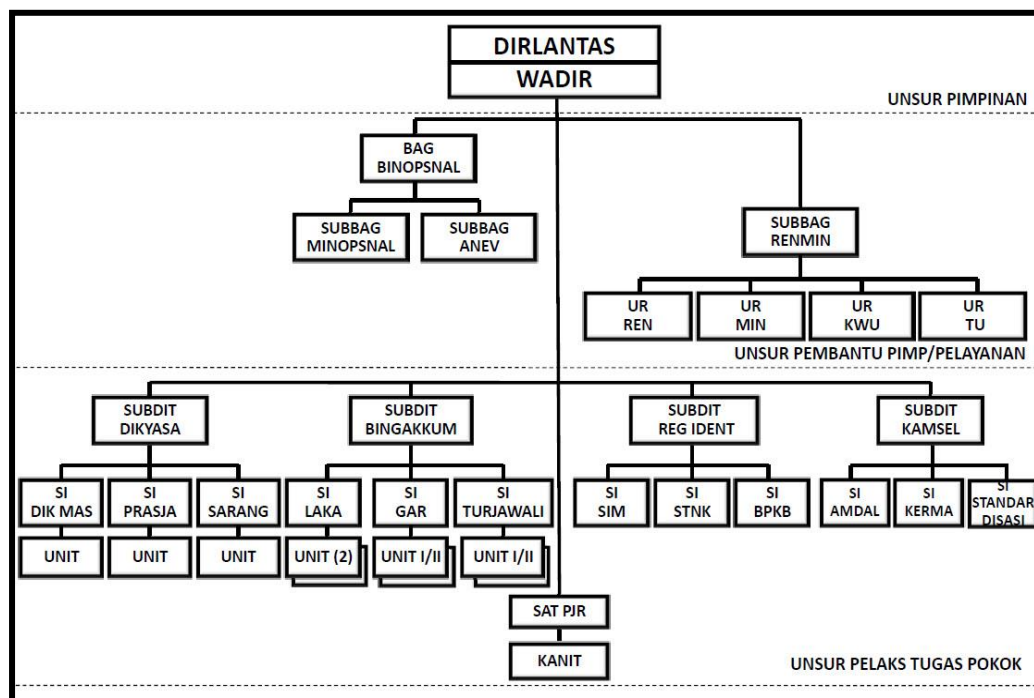 DIRLANTAS
WADIR
UNSUR PIMPINAN
BAG
BINOPSNAL
SUBBAG
MINOPSNAL
SUBBAG
ANEV
SUBBAG
RENMIN
UR
REN
UR
MIN
UR
KWU
UR
TU
UNSUR PEMBANTU PIMP/PELAYANAN
SUBDIT
DIKYASA
SUBDIT
BINGAKKUM
SUBDIT
REG IDENT
SUBDIT
KAMSEL
SI
DIK MAS
SI
PRASJA
SI
SARANG
SI
LAKA
SI
GAR
SI
TURJAWALI
SI
SIM
SI
STNK
SI
BPKB
SI
AMDAL
SI
KERMA
SI
STANDAR
DISASI
UNIT
UNIT
UNIT
UNIT (2)
UNIT I/II
UNIT I/II
SAT PJR
KANIT
UNSUR PELAKS TUGAS POKOK